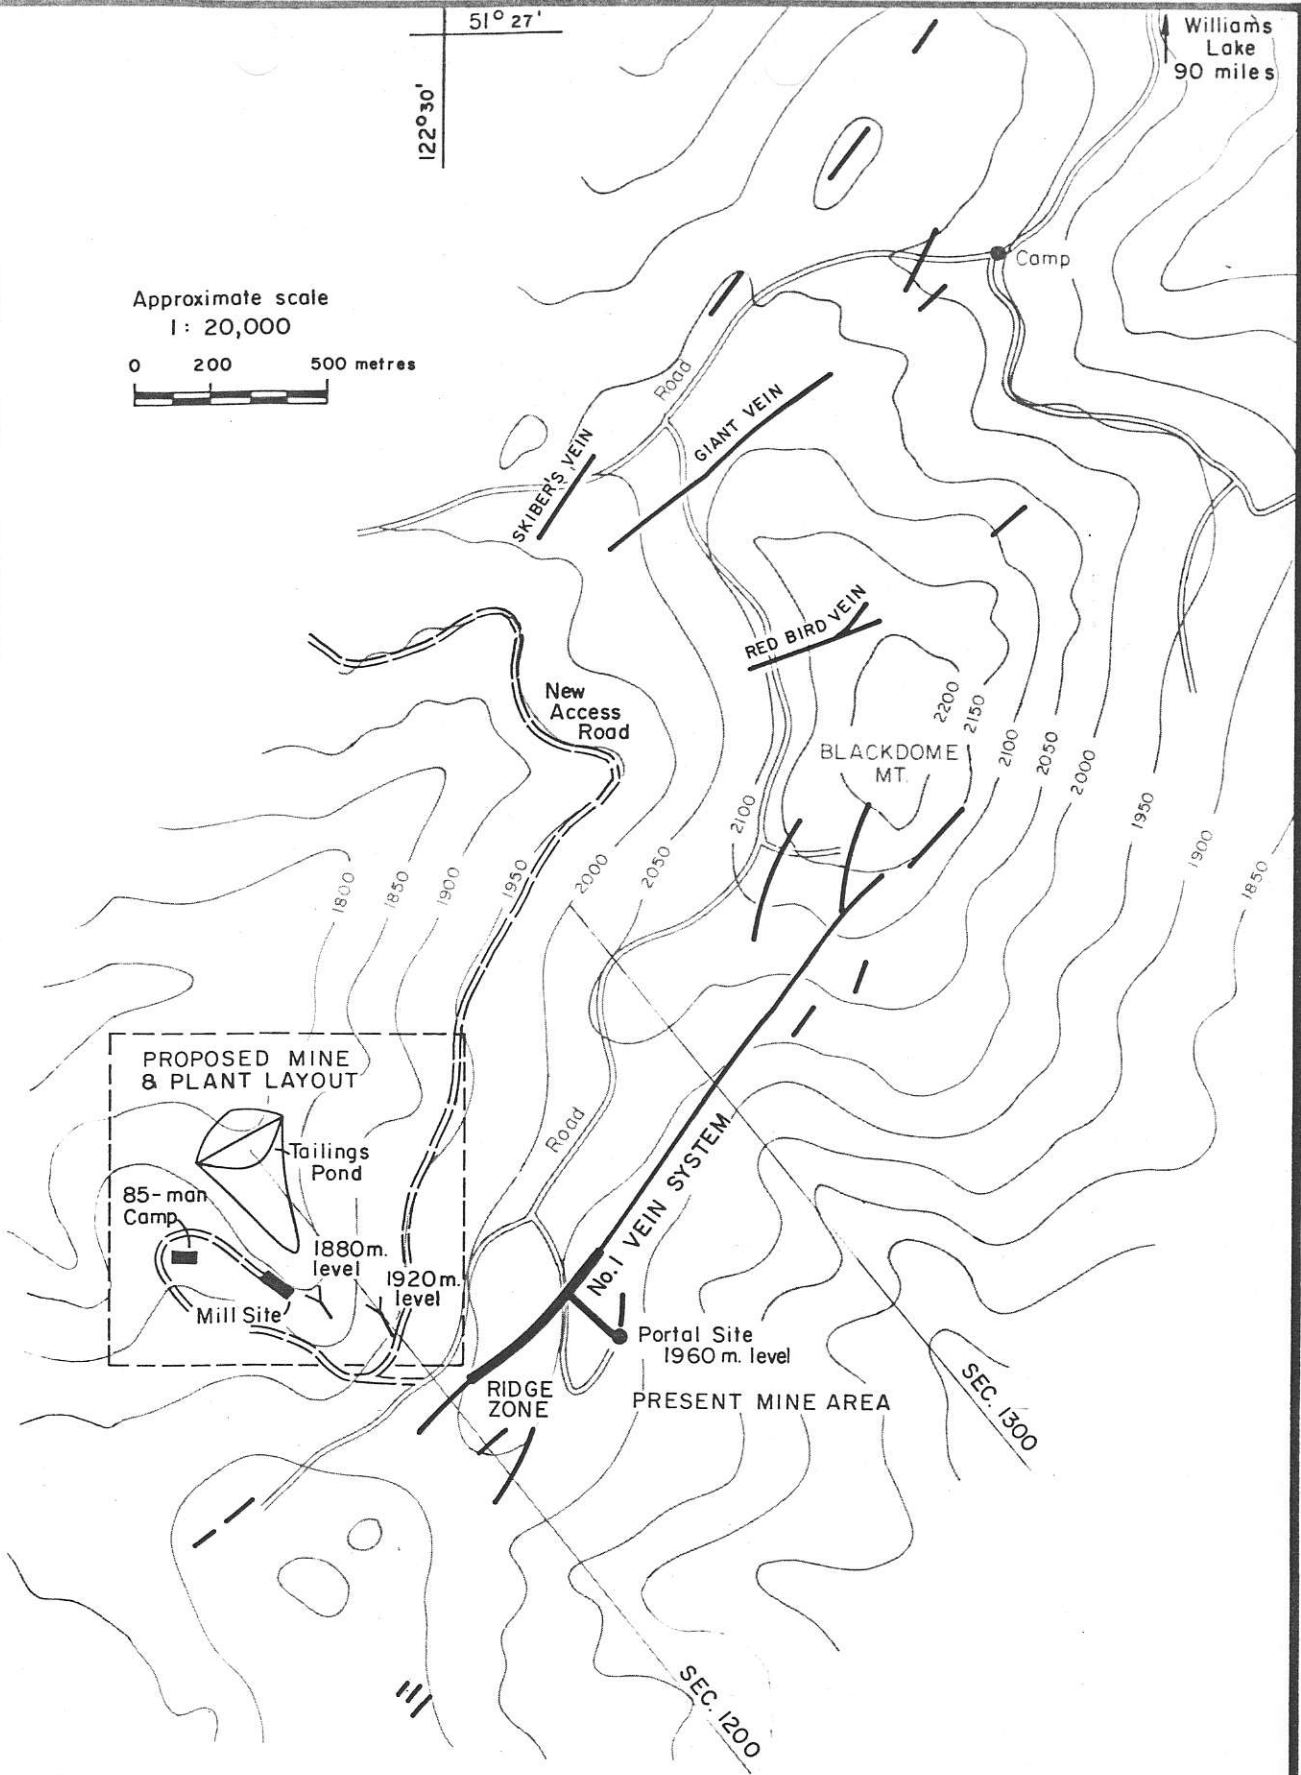 51° 27'
122°30'
Williams
Lake
90 miles
Camp
Approximate scale
1: 20,000
0 200 500 metres
Road
GIANT VEIN
SKIBER'S VEIN
RED BIRD VEIN
New
Access
Road
2200
2150
2100
2050
2000
1950
1900
1850
BLACKDOME
MT.
2100
2050
2000
1950
1900
1850
1800
PROPOSED MINE
& PLANT LAYOUT
Tailings
Pond
85-man
Camp
1880m.
level
1920m.
level
Mill Site
Road
No. 1 VEIN SYSTEM
Portal Site
1960 m. level
RIDGE
ZONE
PRESENT MINE AREA
SEC. 1300
SEC. 1200